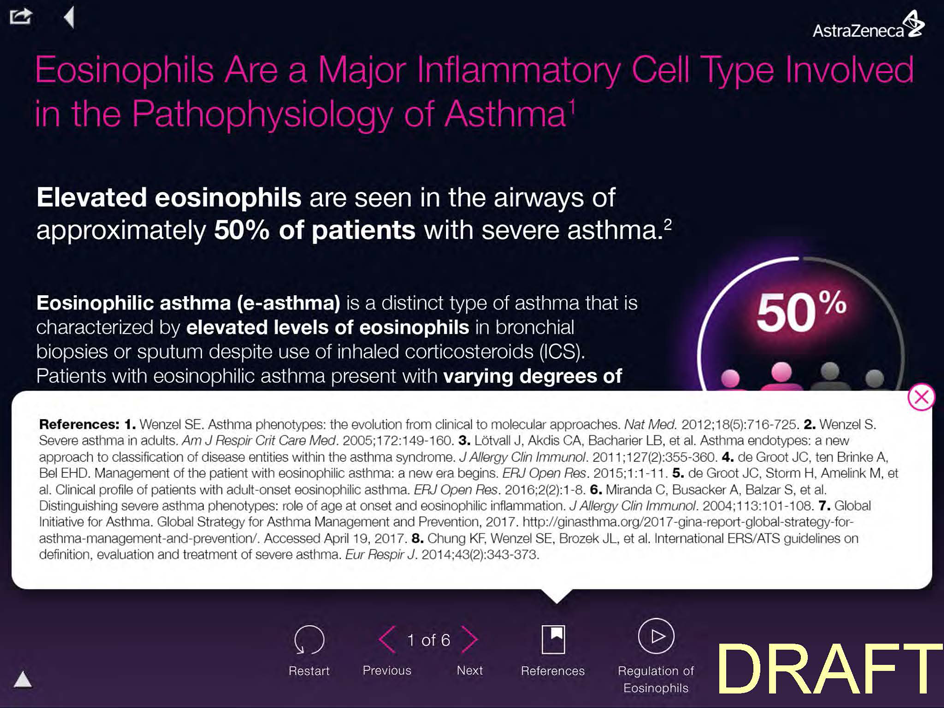 AstraZeneca
Eosinophils Are a Major Inflammatory Cell Type Involved
in the Pathophysiology of Asthma1
Elevated eosinophils are seen in the airways of
approximately 50% of patients with severe asthma.2
Eosinophilic asthma (e-asthma) is a distinct type of asthma that is
characterized by elevated levels of eosinophils in bronchial
biopsies or sputum despite use of inhaled corticosteroids (ICS).
Patients with eosinophilic asthma present with varying degrees of
50%
References: 1. Wenzel SE. Asthma phenotypes: the evolution from clinical to molecular approaches. Nat Med. 2012;18(5):716-725. 2. Wenzel S.
Severe asthma in adults. Am J Respir Crit Care Med. 2005;172:149-160. 3. Lötvall J, Akdis CA, Bacharier LB, et al. Asthma endotypes: a new
approach to classification of disease entities within the asthma syndrome. J Allergy Clin Immunol. 2011;127(2):355-360. 4. de Groot JC, ten Brinke A,
Bel EHD. Management of the patient with eosinophilic asthma: a new era begins. ERJ Open Res. 2015;1:1-11. 5. de Groot JC, Storm H, Amelink M, et
al. Clinical profile of patients with adult-onset eosinophilic asthma. ERJ Open Res. 2016;2(2):1-8. 6. Miranda C, Busacker A, Balzar S, et al.
Distinguishing severe asthma phenotypes: role of age at onset and eosinophilic inflammation. J Allergy Clin Immunol. 2004;113:101-108. 7. Global
Initiative for Asthma. Global Strategy for Asthma Management and Prevention, 2017. http://ginasthma.org/2017-gina-report-global-strategy-for-
asthma-management-and-prevention/. Accessed April 19, 2017. 8. Chung KF, Wenzel SE, Brozek JL, et al. International ERS/ATS guidelines on
definition, evaluation and treatment of severe asthma. Eur Respir J. 2014;43(2):343-373.
1 of 6
Restart
Previous
Next
References
Regulation of
Eosinophils
DRAFT